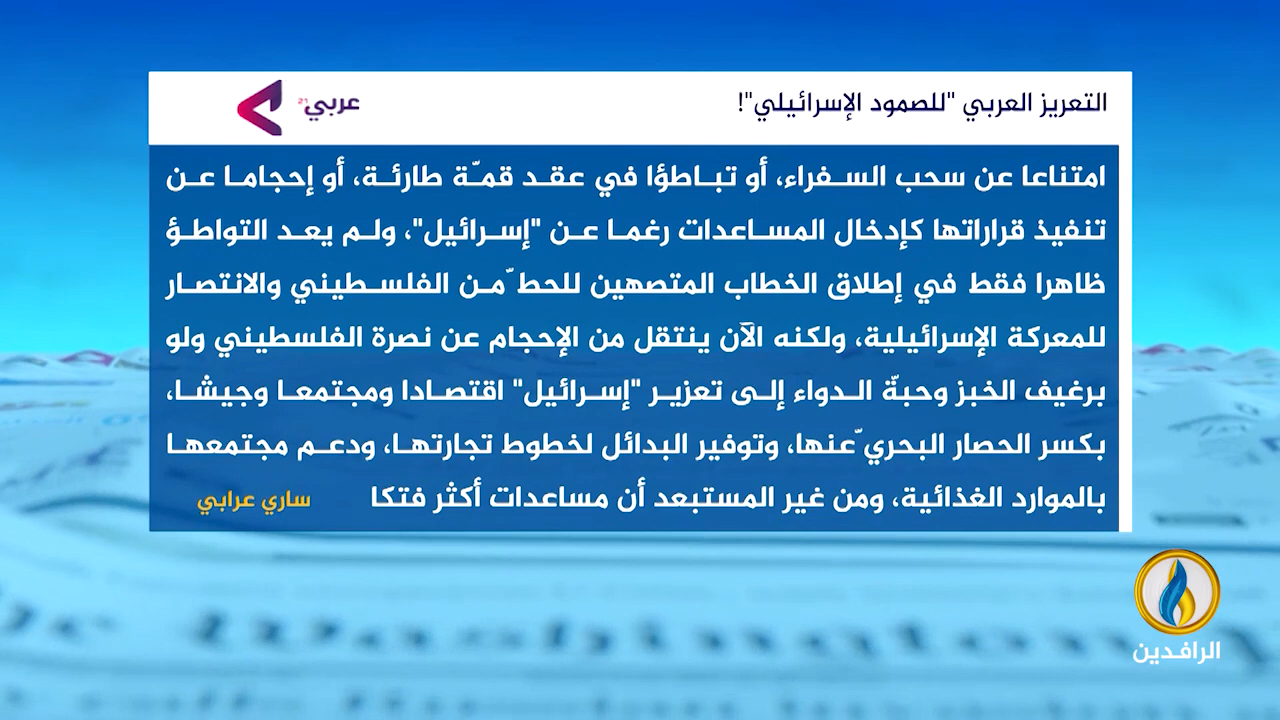 التعزيز العربي "للصمود الإسرائيلي"!
عربي21
امتناعا عن سحب السفراء، أو تباطؤا في عقد قمّة طارئة، أو إحجاما عن
تنفيذ قراراتها كإدخال المساعدات رغما عن "إسرائيل"، ولم يعد التواطؤ
ظاهرا فقط في إطلاق الخطاب المتصهين للحطّ من الفلسطيني والانتصار
للمعركة الإسرائيلية، ولكنه الآن ينتقل من الإحجام عن نصرة الفلسطيني ولو
برغيف الخبز وحبّة الدواء إلى تعزيز "إسرائيل" اقتصادا ومجتمعا وجيشا،
بكسر الحصار البحريّ عنها، وتوفير البدائل لخطوط تجارتها، ودعم مجتمعها
بالموارد الغذائية، ومن غير المستبعد أن مساعدات أكثر فتكا
ساري عرابي
الرافدين